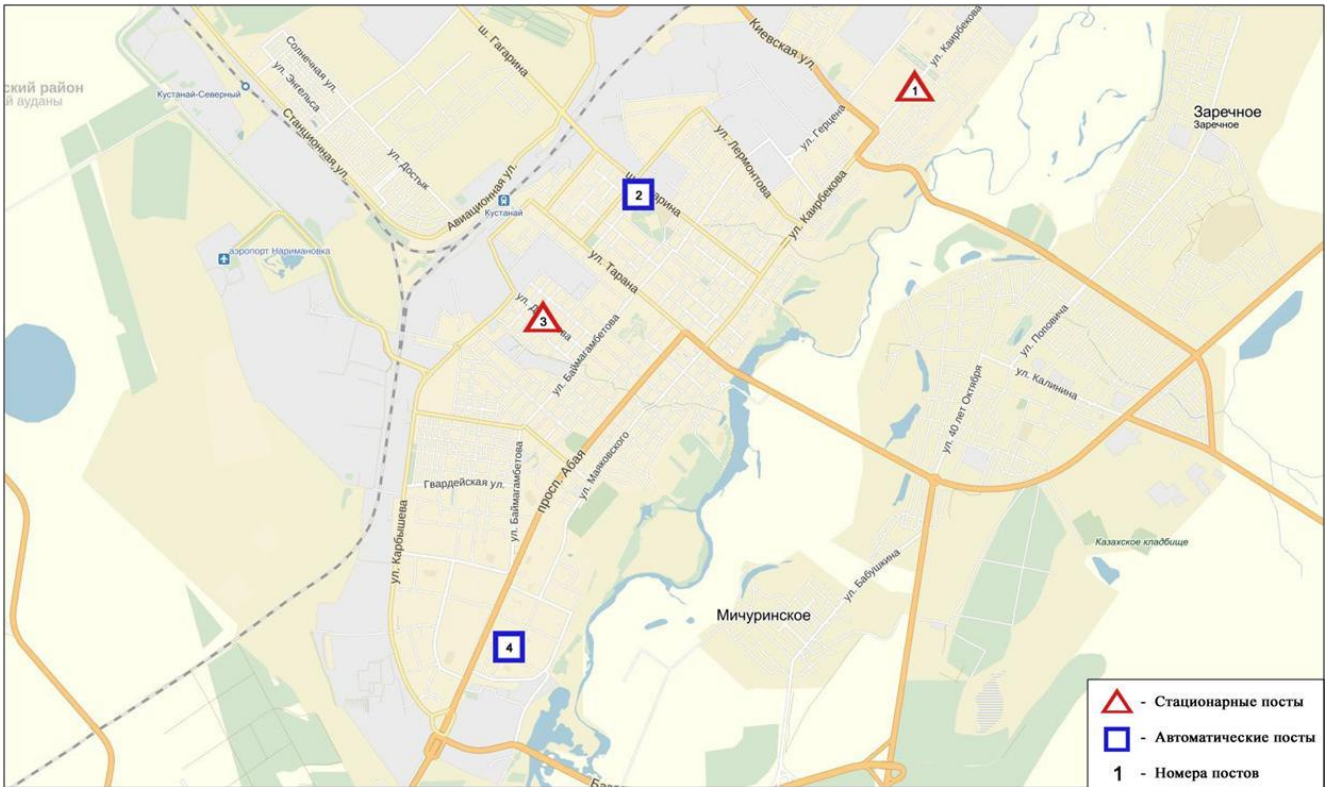 ский район
й ауданы
Кустанай-Северный
Солнечная ул.
ул. Энгельса
Станционная ул.
ул. Достык
Авиационная ул.
Кустанай
аэропорт Наримановка
ш. Гагарина
Киевская ул.
ул. Каирбекова
1
Заречное
Заречное
ул. Лермонтова
ул. Герцена
2
ул. Каирбекова
ул. Тарана
3
ул. Баймагамбетова
ул. Поповича
ул. Калинина
ул. 40 лет Октября
Гвардейская ул.
ул. Баймагамбетова
просп. Абая
ул. Маяковского
ул. Карбышева
Казахское кладбище
ул. Бабушкина
Мичуринское
4
- Стационарные посты
- Автоматические посты
1 - Номера постов